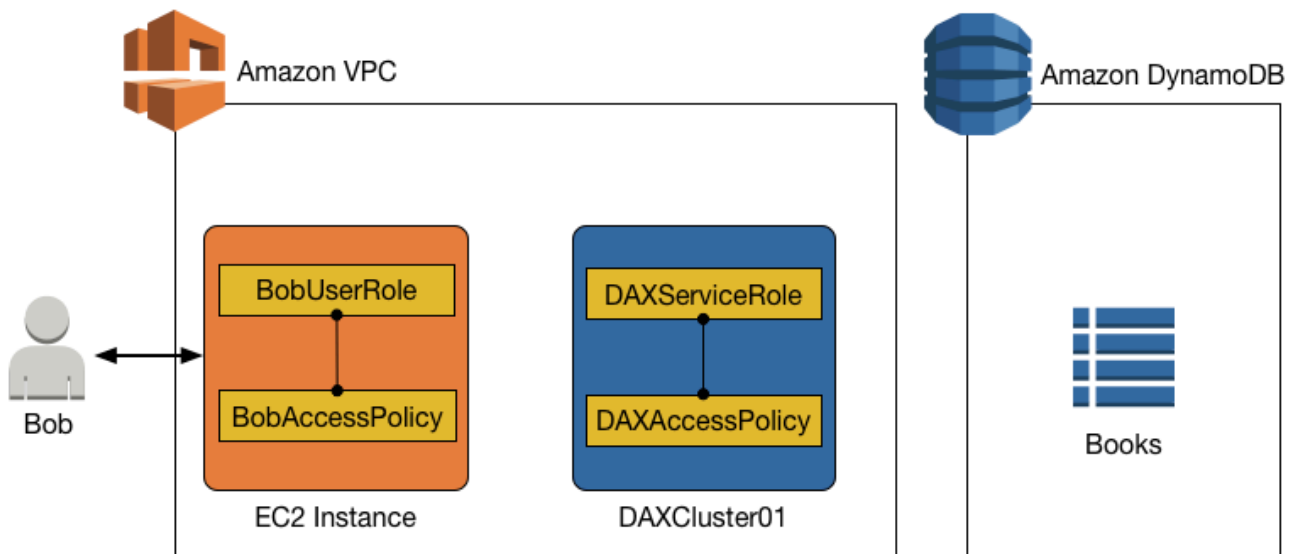 Amazon VPC
Amazon DynamoDB
BobUserRole
DAXServiceRole
BobAccessPolicy
DAXAccessPolicy
Bob
Books
EC2 Instance
DAXCluster01